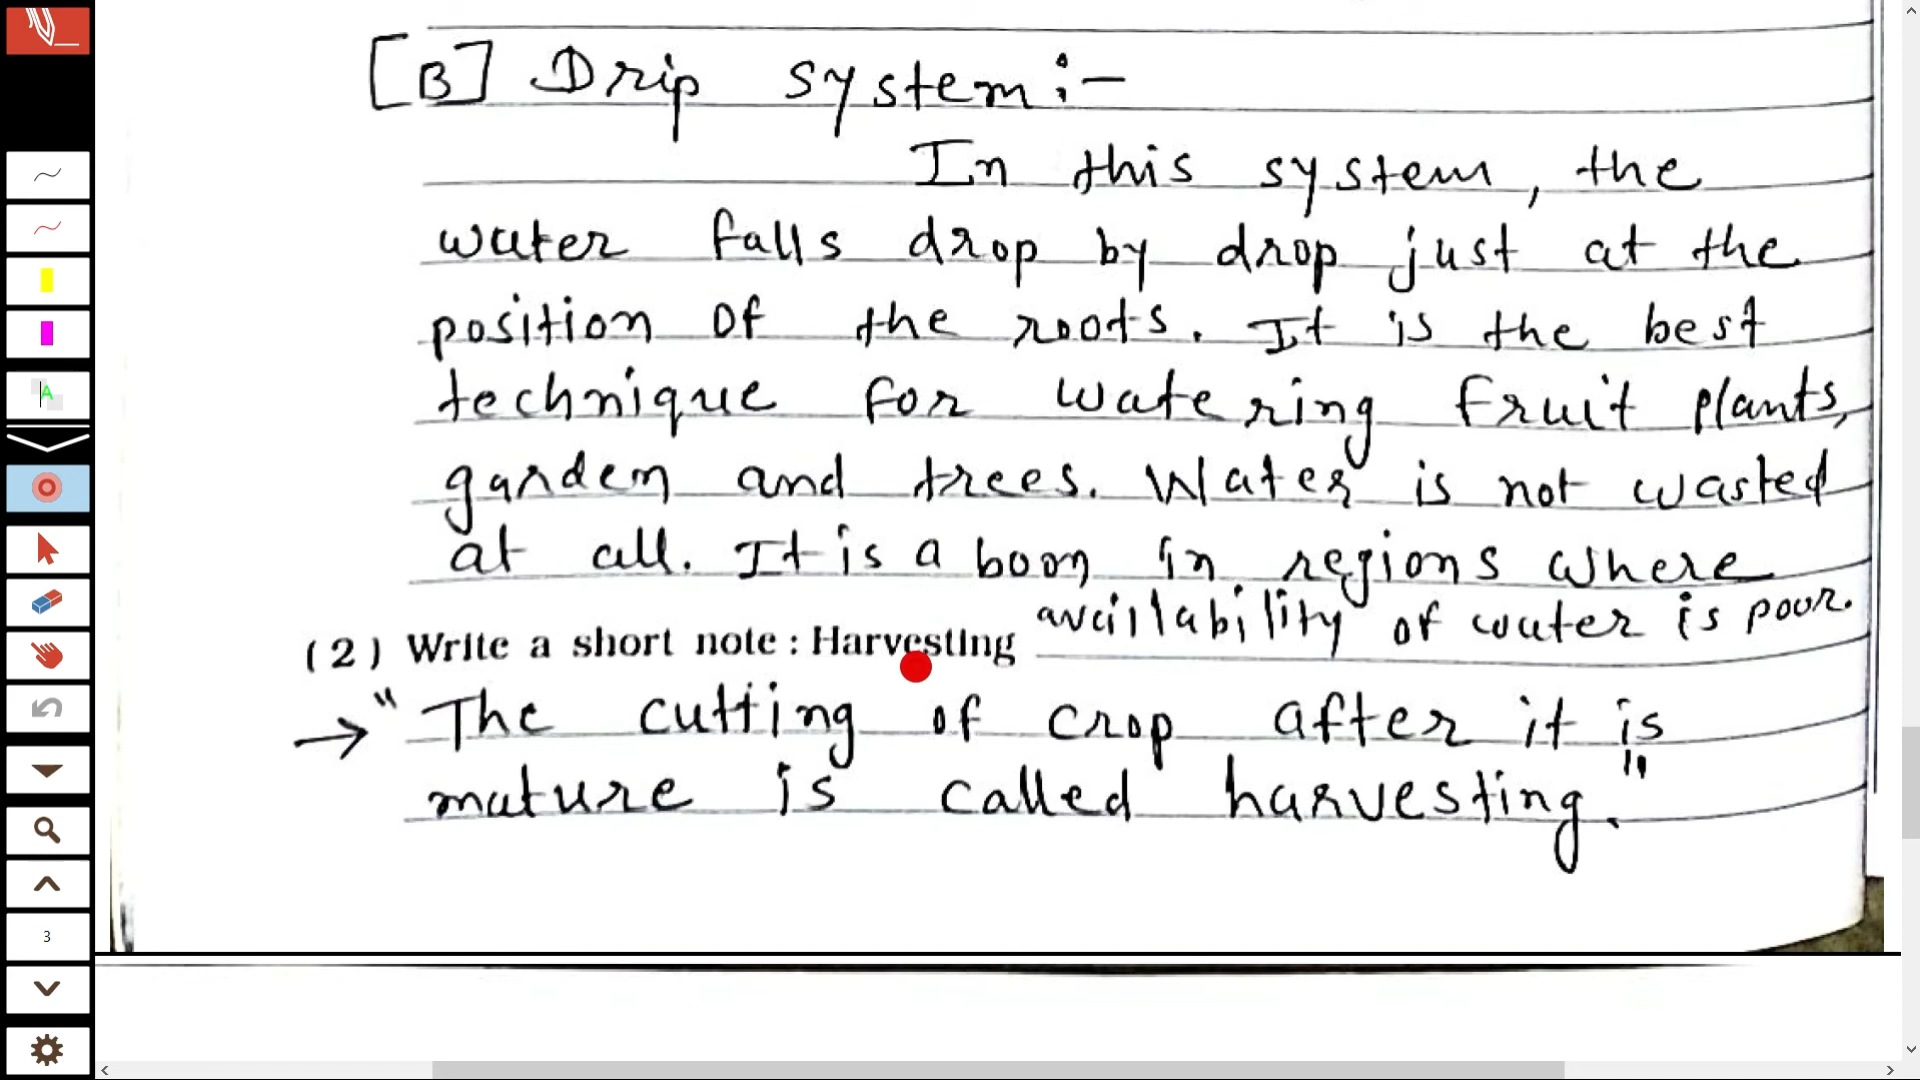 [B] Drip system :-
In this system, the
water falls drop by drop just at the
position of the roots. It is the best
technique for watering fruit plants,
garden and trees. Water is not wasted
at all. It is a boon in regions where
availability of water is poor.
(2) Write a short note : Harvesting
→ "The cutting of crop after it is
mature is called harvesting."
A
3